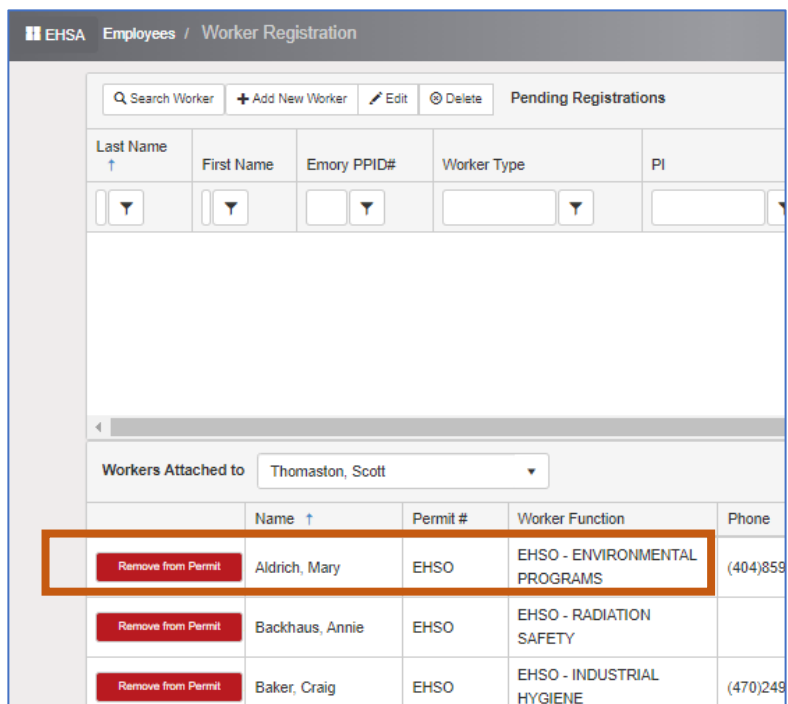 EHSA Employees / Worker Registration
Search Worker Add New Worker Edit Delete Pending Registrations
Last Name ↑ First Name Emory PPID# Worker Type PI
Workers Attached to Thomaston, Scott
Name ↑ Permit # Worker Function Phone
Remove from Permit Aldrich, Mary EHSO EHSO - ENVIRONMENTAL (404)859
PROGRAMS
Remove from Permit Backhaus, Annie EHSO EHSO - RADIATION
SAFETY
Remove from Permit Baker, Craig EHSO EHSO - INDUSTRIAL (470)249
HYGIENE